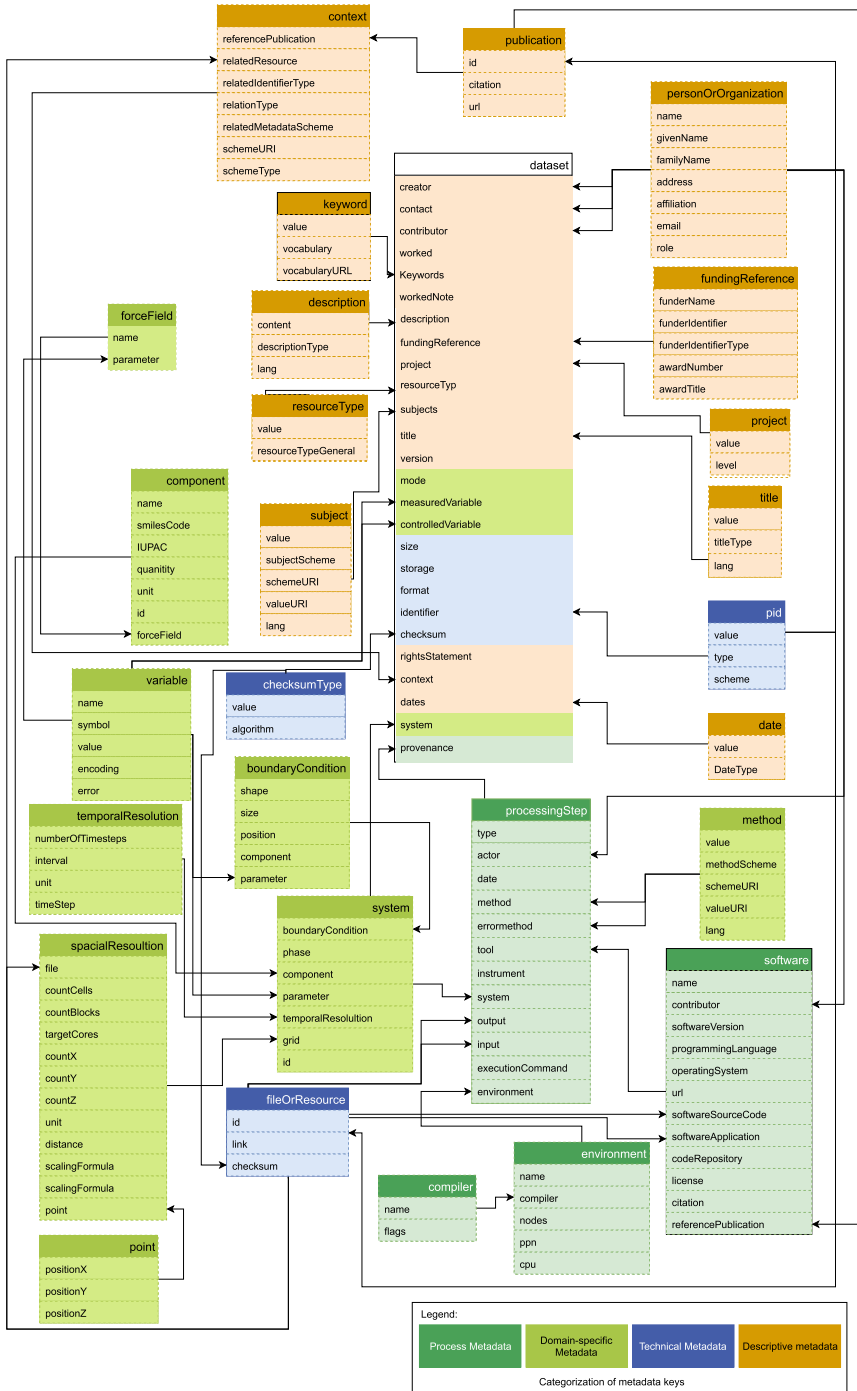 context
referencePublication
relatedResource
relatedIdentifierType
relationType
relatedMetadataScheme
schemeURI
schemeType
publication
id
citation
url
personOrOrganization
name
givenName
familyName
address
affiliation
email
role
dataset
creator
contact
contributor
worked
Keywords
workedNote
description
fundingReference
project
resourceTyp
subjects
title
version
mode
measuredVariable
controlledVariable
size
storage
format
identifier
checksum
rightsStatement
context
dates
system
provenance
keyword
value
vocabulary
vocabularyURL
description
content
descriptionType
lang
fundingReference
funderName
funderIdentifier
funderIdentifierType
awardNumber
awardTitle
forceField
name
parameter
resourceType
value
resourceTypeGeneral
project
value
level
component
name
smilesCode
IUPAC
quanitity
unit
id
forceField
subject
value
subjectScheme
schemeURI
valueURI
lang
title
value
titleType
lang
pid
value
type
scheme
variable
name
symbol
value
encoding
error
checksumType
value
algorithm
date
value
DateType
boundaryCondition
shape
size
position
component
parameter
temporalResolution
numberOfTimesteps
interval
unit
timeStep
processingStep
type
actor
date
method
errormethod
tool
instrument
system
output
input
executionCommand
environment
method
value
methodScheme
schemeURI
valueURI
lang
system
boundaryCondition
phase
component
parameter
temporalResolultion
grid
id
spacialResoultion
file
countCells
countBlocks
targetCores
countX
countY
countZ
unit
distance
scalingFormula
scalingFormula
point
software
name
contributor
softwareVersion
programmingLanguage
operatingSystem
url
softwareSourceCode
softwareApplication
codeRepository
license
citation
referencePublication
fileOrResource
id
link
checksum
environment
name
compiler
nodes
ppn
cpu
compiler
name
flags
point
positionX
positionY
positionZ
Legend:
Process Metadata
Domain-specific
Metadata
Technical Metadata
Descriptive metadata
Categorization of metadata keys